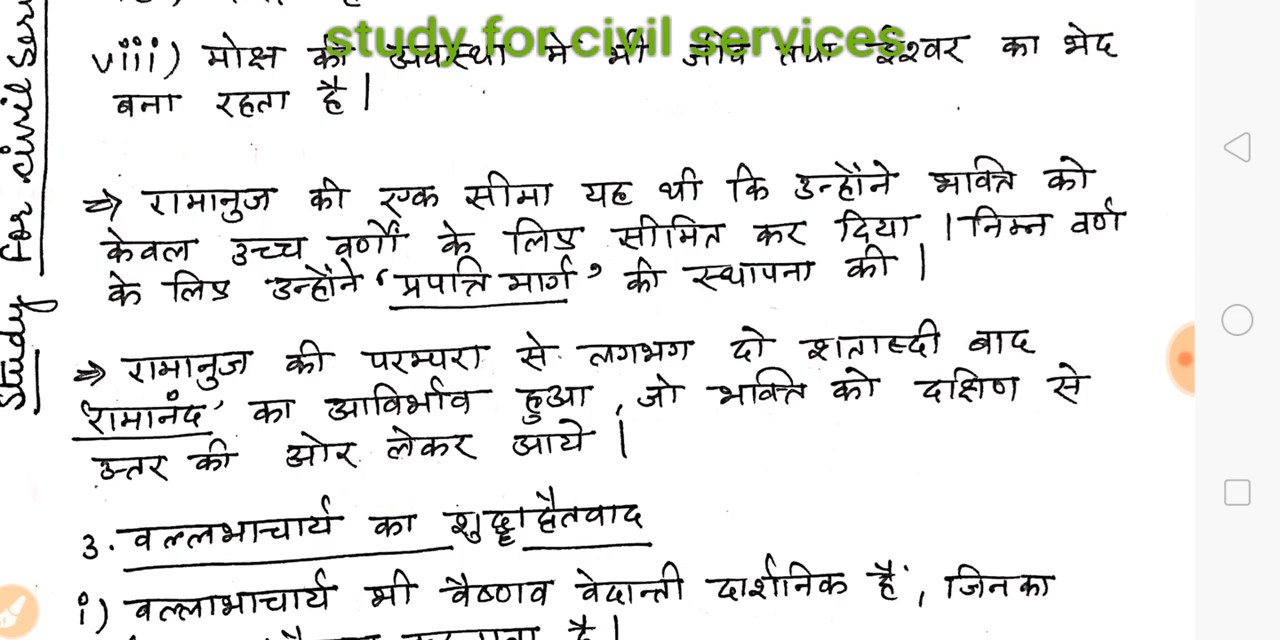 study for civil services
viii) मोक्ष की अवस्था मे भी जीव तथा ईश्वर का भेद
बना रहता है।
⇒ रामानुज की एक सीमा यह थी कि उन्होंने भक्ति को
केवल उच्च वर्णों के लिए सीमित कर दिया । निम्न वर्ण
के लिए उन्होंने ‘प्रपत्ति मार्ग’ की स्थापना की।
⇒ रामानुज की परम्परा से लगभग दो शताब्दी बाद
‘रामानंद’ का आविर्भाव हुआ , जो भक्ति को दक्षिण से
उत्तर की ओर लेकर आये।
3. वल्लभाचार्य का शुद्धाद्वैतवाद
i) वल्लाभाचार्य भी वैष्णव वेदान्ती दार्शनिक हैं , जिनका
है।
Study For civil Ser